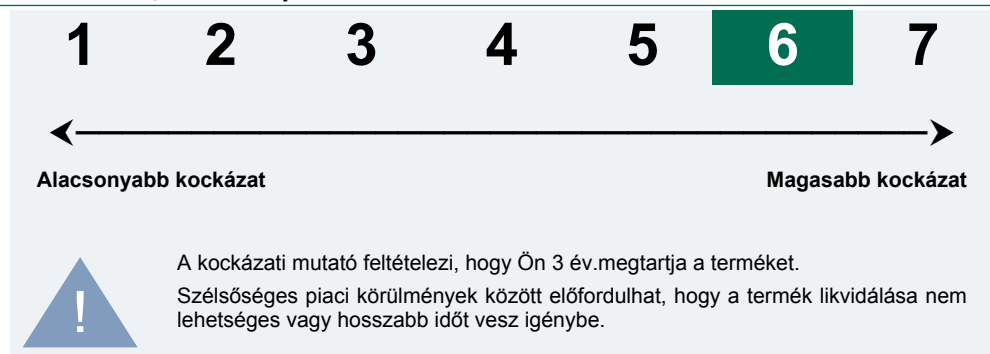 1 2 3 4 5 6 7
Alacsonyabb kockázat Magasabb kockázat
A kockázati mutató feltételezi, hogy Ön 3 év.megtartja a terméket.
Szélsőséges piaci körülmények között előfordulhat, hogy a termék likvidálása nem
lehetséges vagy hosszabb időt vesz igénybe.
!